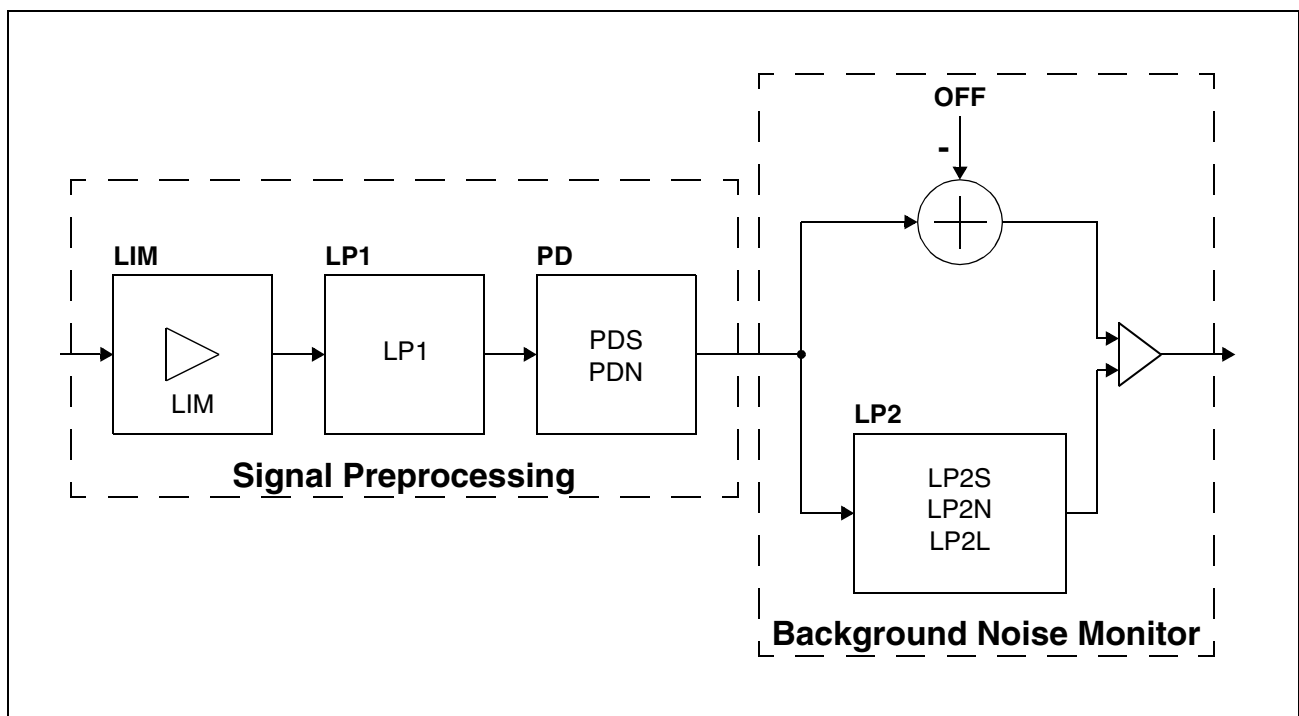 OFF
-
LIM
LP1
PD
LIM
LP1
PDS
PDN
Signal Preprocessing
LP2
LP2S
LP2N
LP2L
Background Noise Monitor